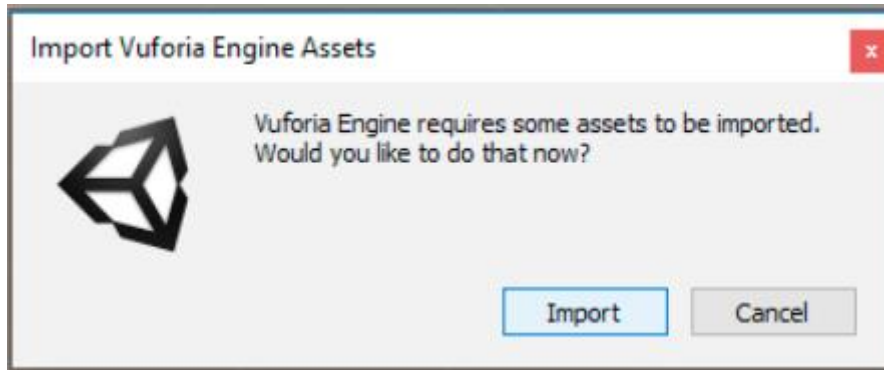 Import Vuforia Engine Assets
x
Vuforia Engine requires some assets to be imported.
Would you like to do that now?
Import
Cancel